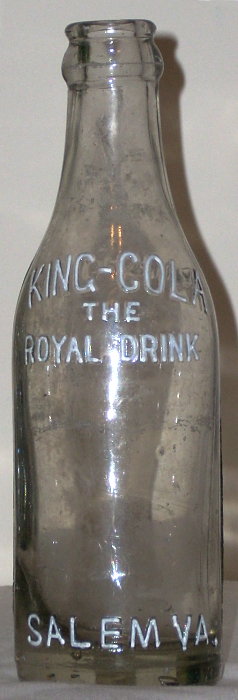 KING-COLA
THE
ROYAL DRINK
SALEM VA.